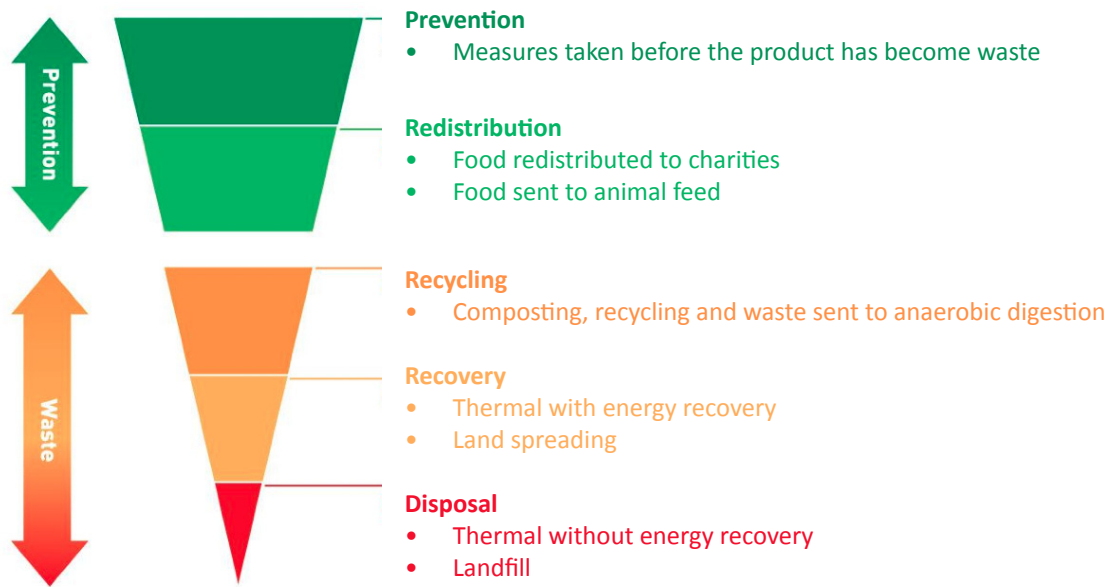 Prevention
Prevention
• Measures taken before the product has become waste
Redistribution
• Food redistributed to charities
• Food sent to animal feed
Waste
Recycling
• Composting, recycling and waste sent to anaerobic digestion
Recovery
• Thermal with energy recovery
• Land spreading
Disposal
• Thermal without energy recovery
• Landfill